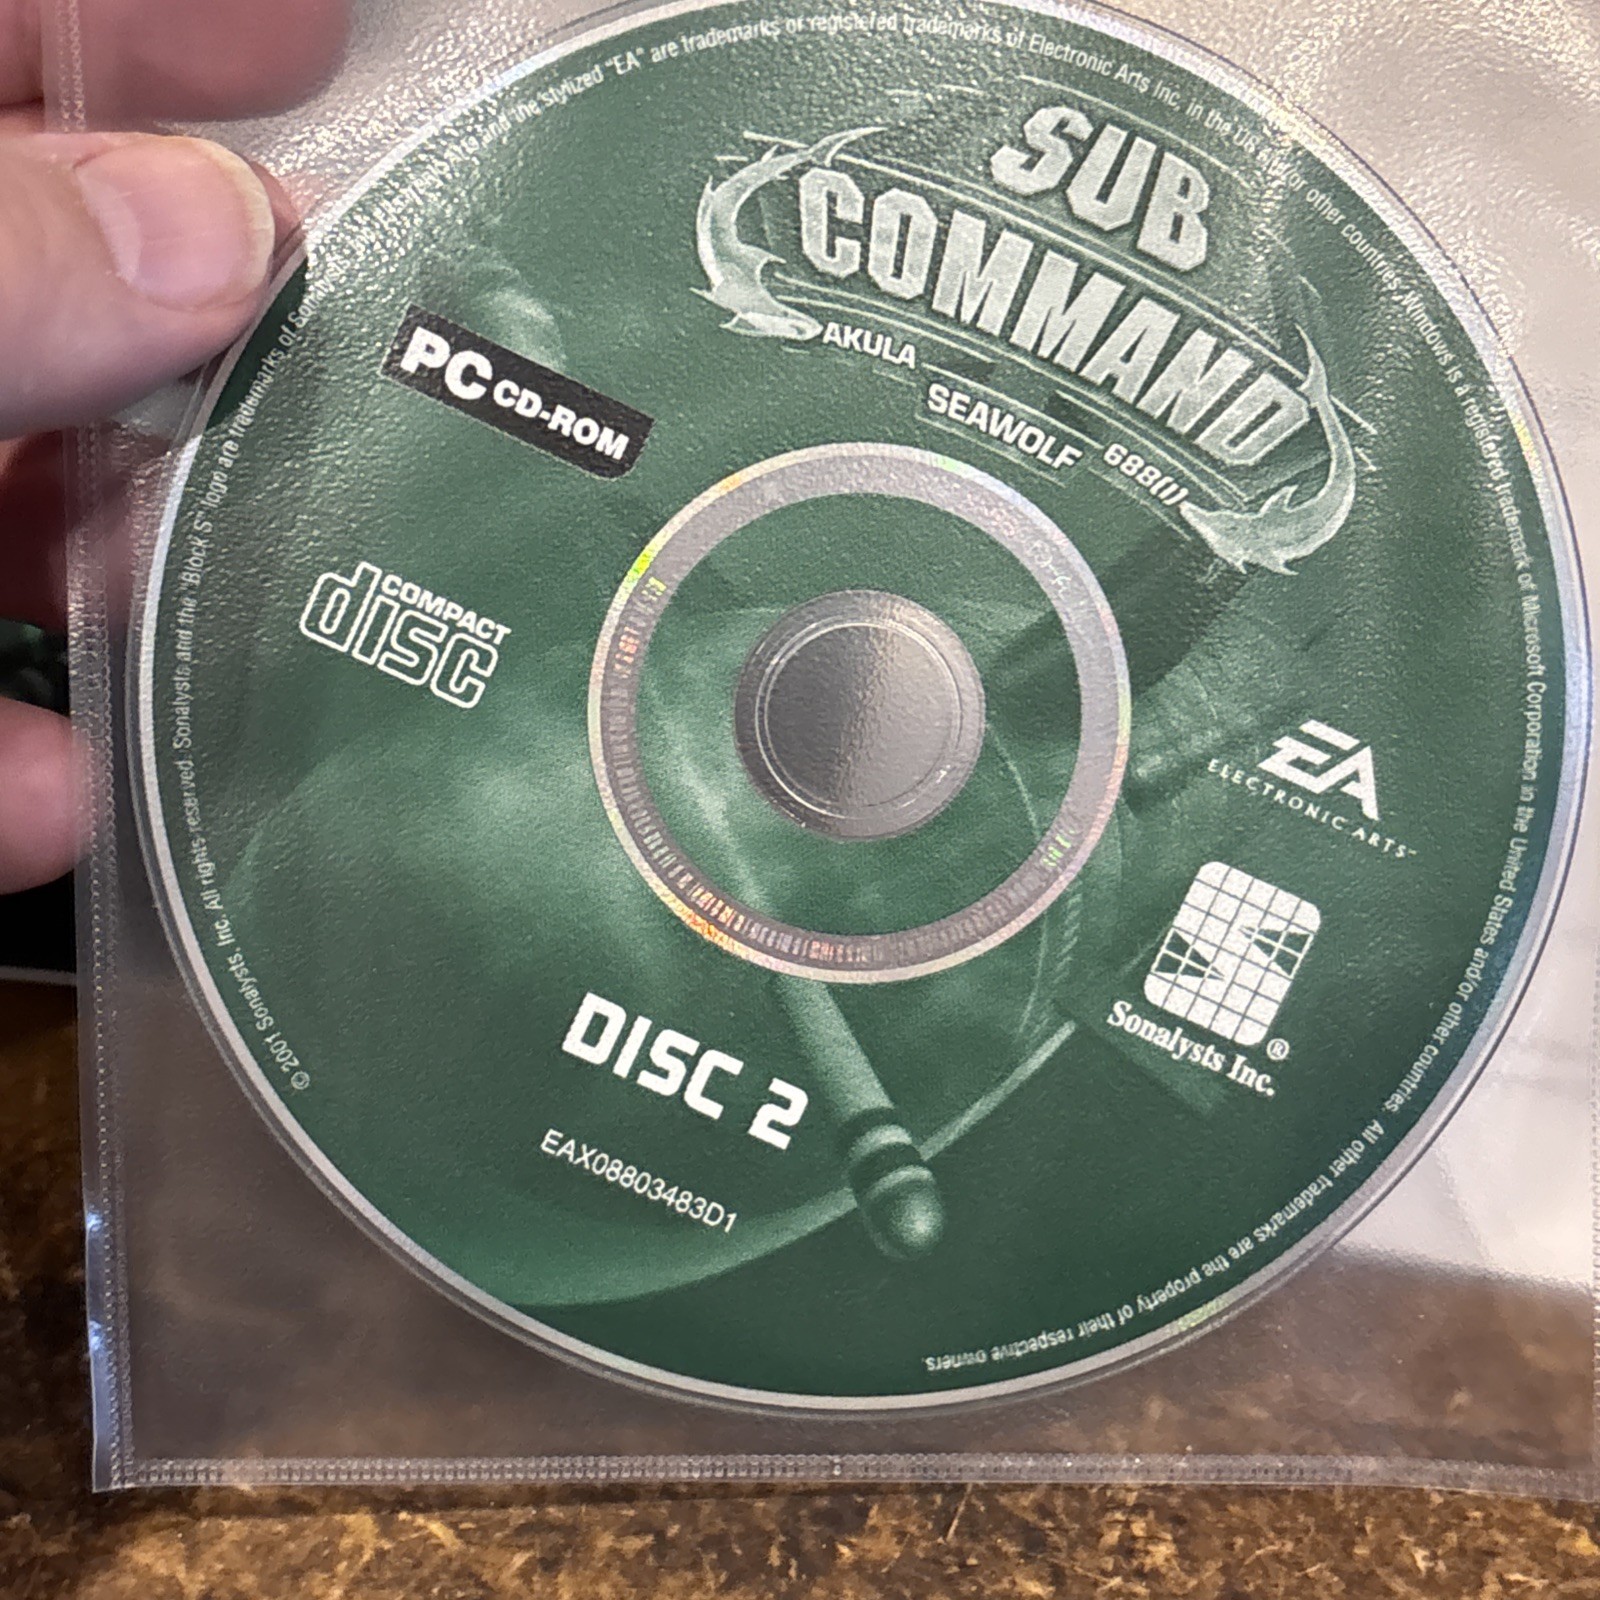 SUB
COMMAND
AKULA
SEAWOLF
688(I)
PC CD-ROM
COMPACT
disc
EA
ELECTRONIC ARTS™
Sonalysts Inc.®
DISC 2
EAX08803483D1
© 2001 Sonalysts, Inc. All rights reserved. Sonalysts and the "Block S" logo are trademarks of Sonalysts, and the stylized "EA" are trademarks or registered trademarks of Electronic Arts Inc. in the US and/or other countries. Windows is a registered trademark of Microsoft Corporation in the United States and/or other countries. All other trademarks are the property of their respective owners.